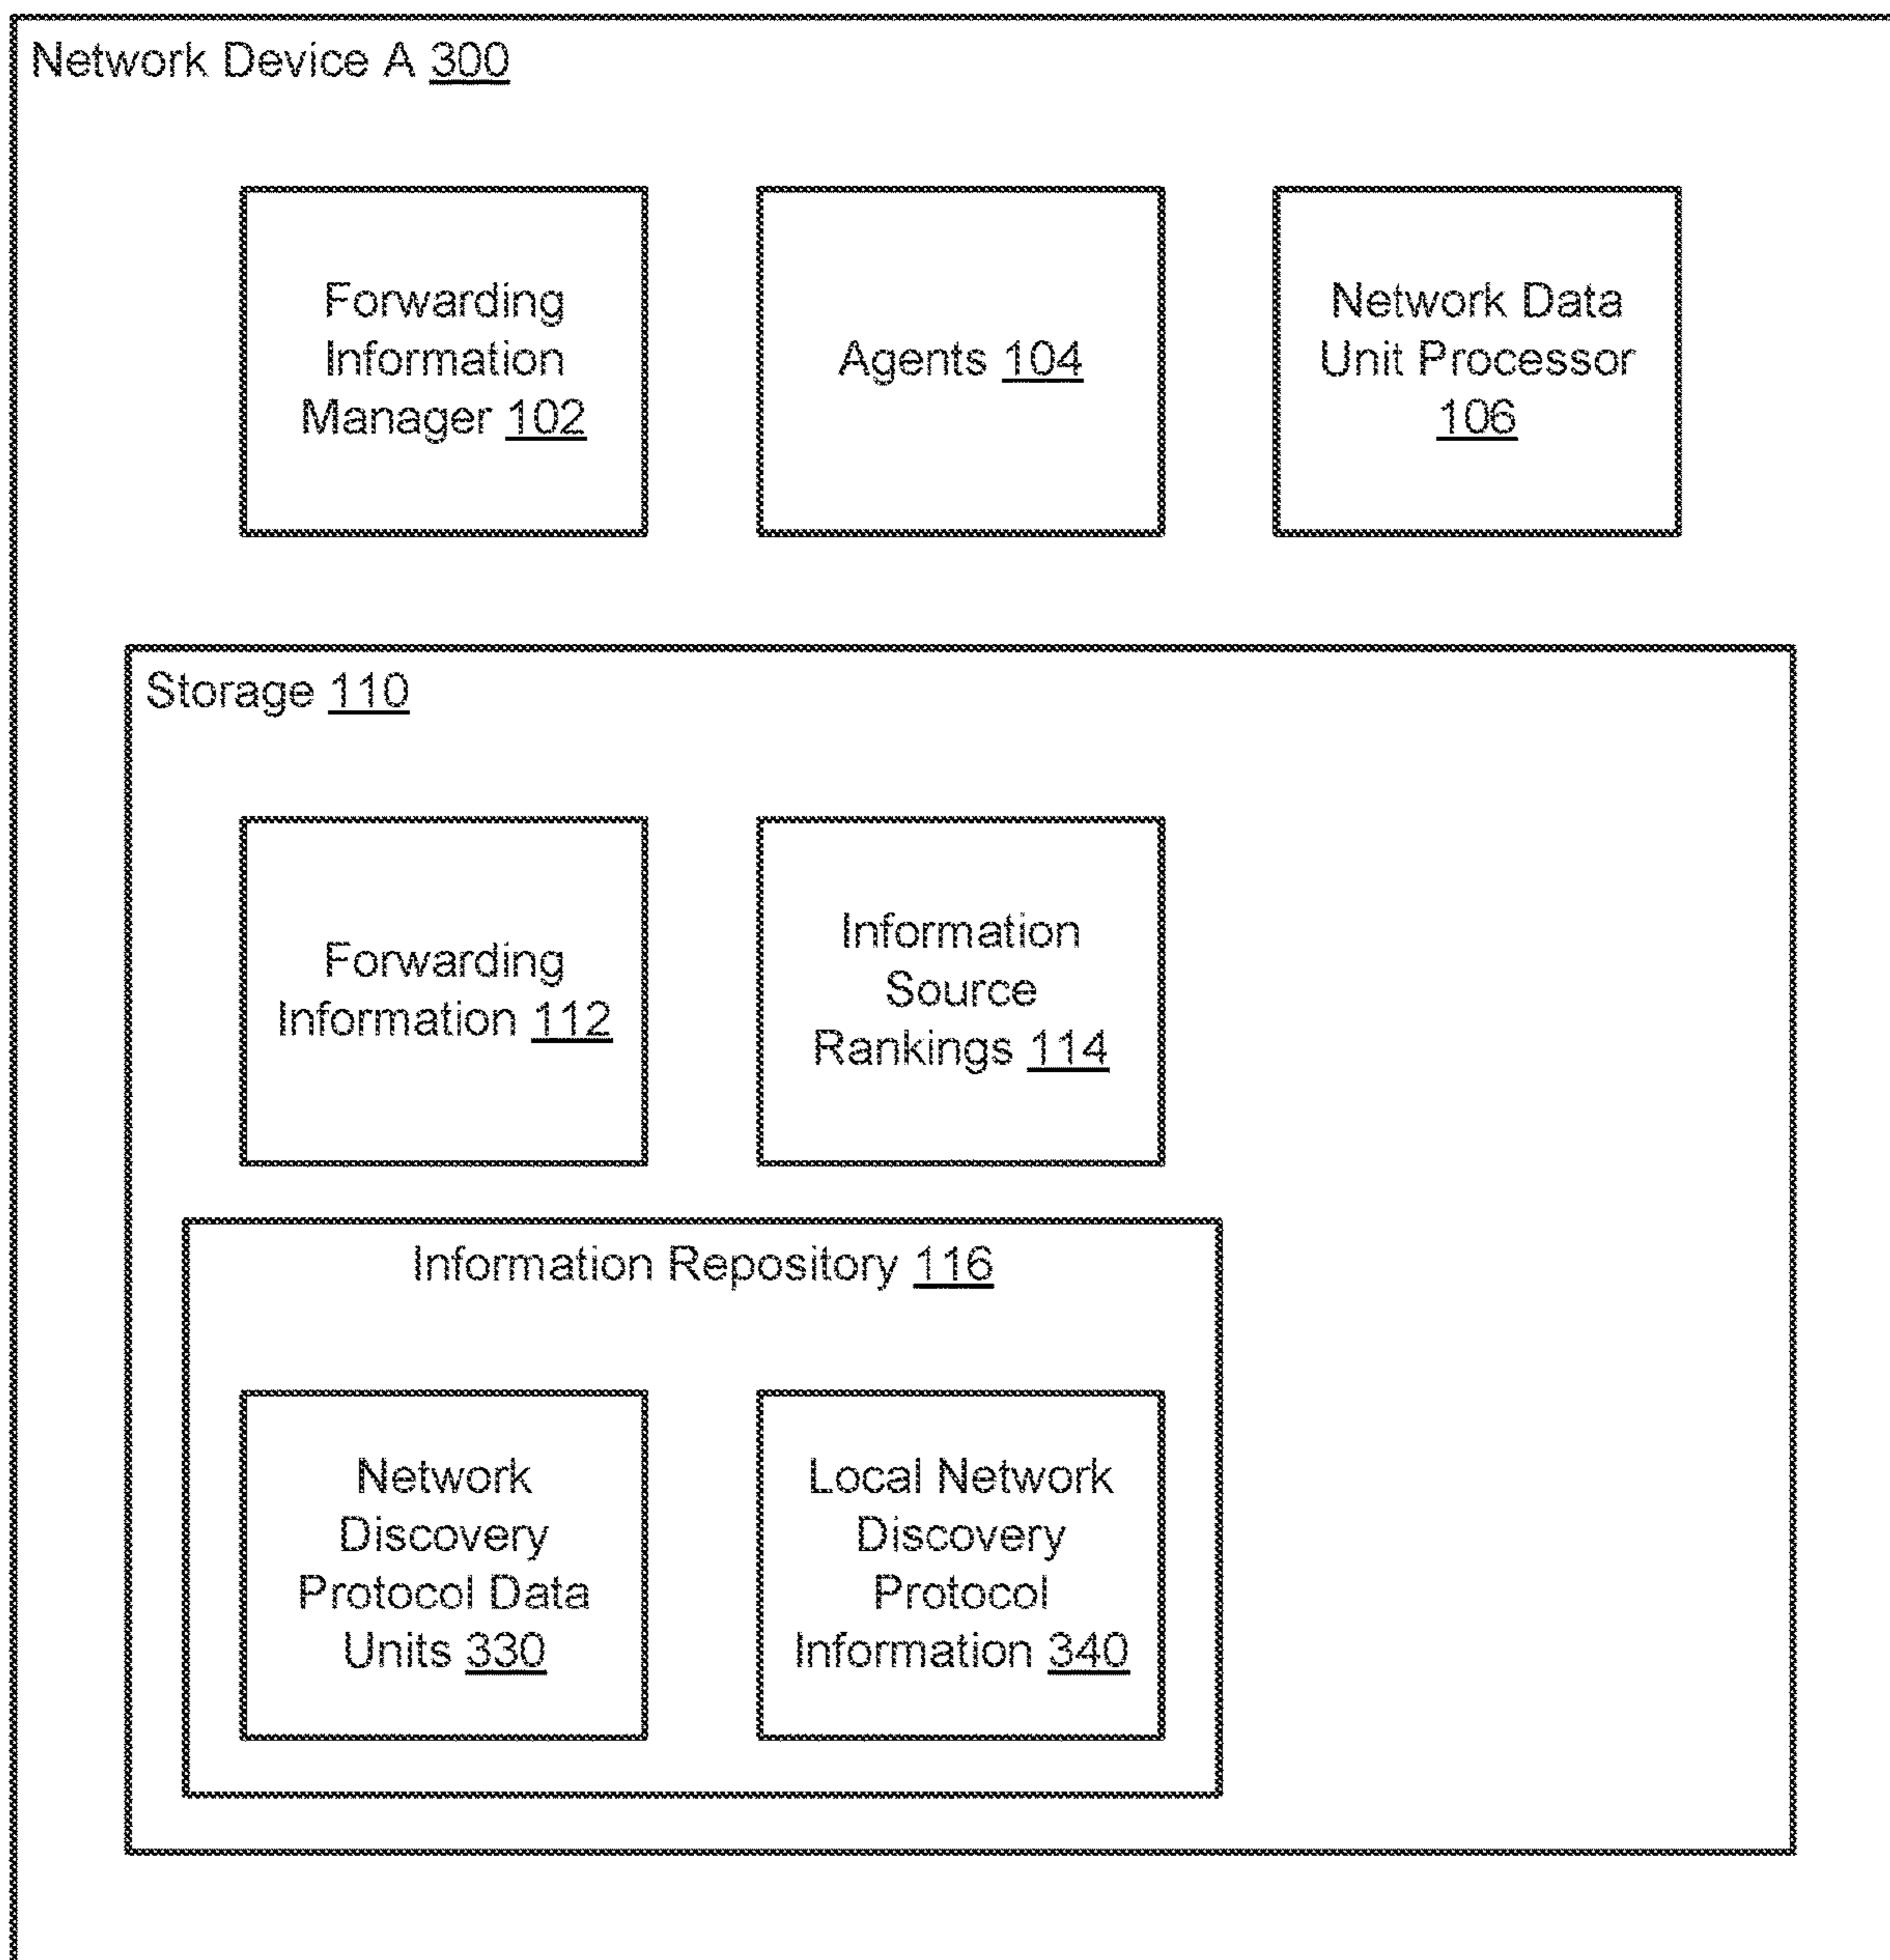 Network Device A 300
Forwarding
Information
Manager 102
Agents 104
Network Data
Unit Processor
106
Storage 110
Forwarding
Information 112
Information
Source
Rankings 114
Information Repository 116
Network
Discovery
Protocol Data
Units 330
Local Network
Discovery
Protocol
Information 340